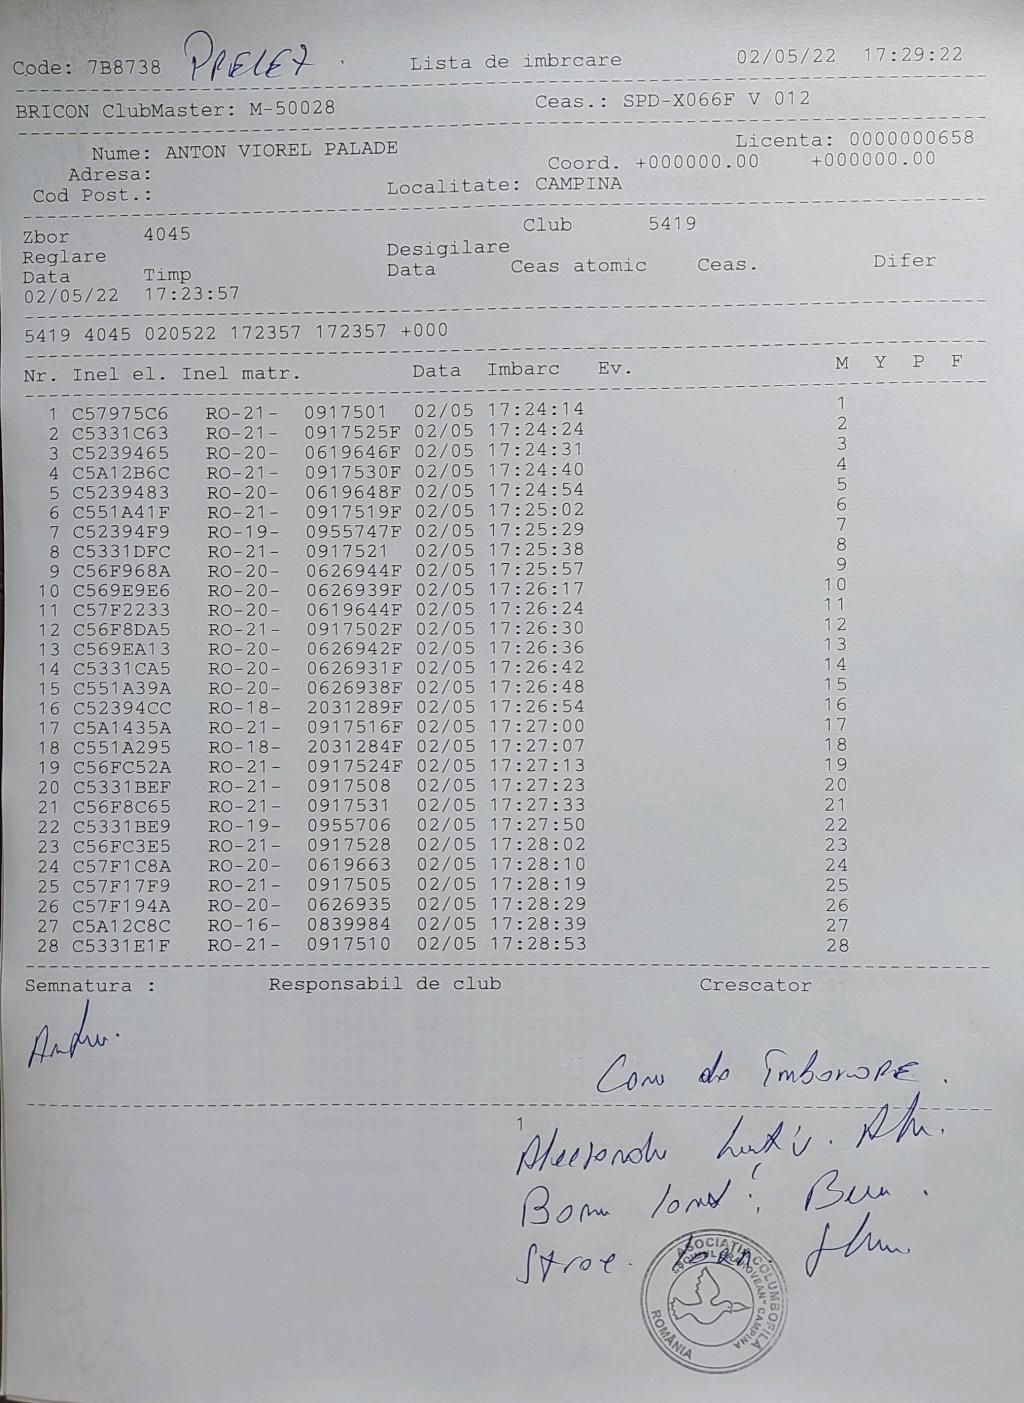 Code: 7B8738 PRELEZ Lista de imbrcare 02/05/22 17:29:22
BRICON ClubMaster: M-50028 Ceas.: SPD-X066F V 012
Nume: ANTON VIOREL PALADE Licenta: 0000000658
Adresa: Coord. +000000.00 +000000.00
Cod Post.: Localitate: CAMPINA
Zbor 4045 Club 5419
Reglare Desigilare
Data Timp Data Ceas atomic Ceas. Difer
02/05/22 17:23:57
5419 4045 020522 172357 172357 +000
Nr. Inel el. Inel matr. Data Imbarc Ev. M Y P F
1 C57975C6 RO-21- 0917501 02/05 17:24:14 1
2 C5331C63 RO-21- 0917525F 02/05 17:24:24 2
3 C5239465 RO-20- 0619646F 02/05 17:24:31 3
4 C5A12B6C RO-21- 0917530F 02/05 17:24:40 4
5 C5239483 RO-20- 0619648F 02/05 17:24:54 5
6 C551A41F RO-21- 0917519F 02/05 17:25:02 6
7 C52394F9 RO-19- 0955747F 02/05 17:25:29 7
8 C5331DFC RO-21- 0917521 02/05 17:25:38 8
9 C56F968A RO-20- 0626944F 02/05 17:25:57 9
10 C569E9E6 RO-20- 0626939F 02/05 17:26:17 10
11 C57F2233 RO-20- 0619644F 02/05 17:26:24 11
12 C56F8DA5 RO-21- 0917502F 02/05 17:26:30 12
13 C569EA13 RO-20- 0626942F 02/05 17:26:36 13
14 C5331CA5 RO-20- 0626931F 02/05 17:26:42 14
15 C551A39A RO-20- 0626938F 02/05 17:26:48 15
16 C52394CC RO-18- 2031289F 02/05 17:26:54 16
17 C5A1435A RO-21- 0917516F 02/05 17:27:00 17
18 C551A295 RO-18- 2031284F 02/05 17:27:07 18
19 C56FC52A RO-21- 0917524F 02/05 17:27:13 19
20 C5331BEF RO-21- 0917508 02/05 17:27:23 20
21 C56F8C65 RO-21- 0917531 02/05 17:27:33 21
22 C5331BE9 RO-19- 0955706 02/05 17:27:50 22
23 C56FC3E5 RO-21- 0917528 02/05 17:28:02 23
24 C57F1C8A RO-20- 0619663 02/05 17:28:10 24
25 C57F17F9 RO-21- 0917505 02/05 17:28:19 25
26 C57F194A RO-20- 0626935 02/05 17:28:29 26
27 C5A12C8C RO-16- 0839984 02/05 17:28:39 27
28 C5331E1F RO-21- 0917510 02/05 17:28:53 28
Semnatura : Responsabil de club Crescator
1
Stroe.
ASOCIATIA COLUMBOFILA
"PRAHOVEAN" CAMPINA
ROMÂNIA